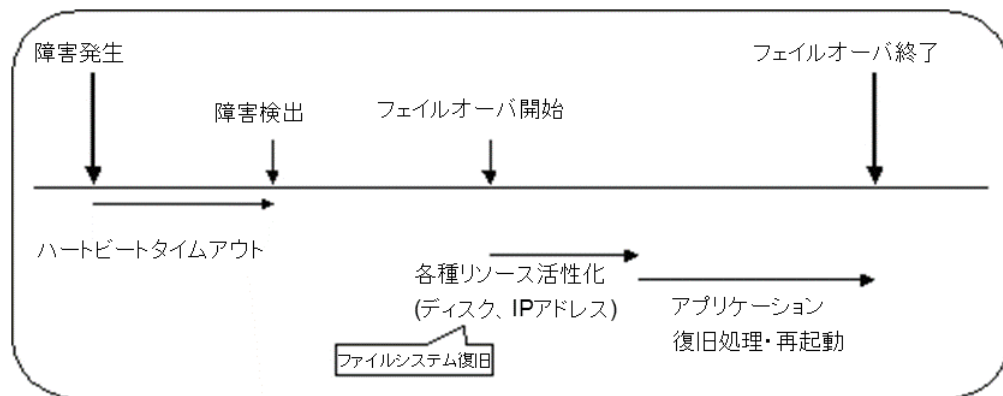 障害発生
フェイルオーバ終了
障害検出
フェイルオーバ開始
ハートビートタイムアウト
各種リソース活性化
(ディスク、IPアドレス)
アプリケーション
復旧処理・再起動
ファイルシステム復旧